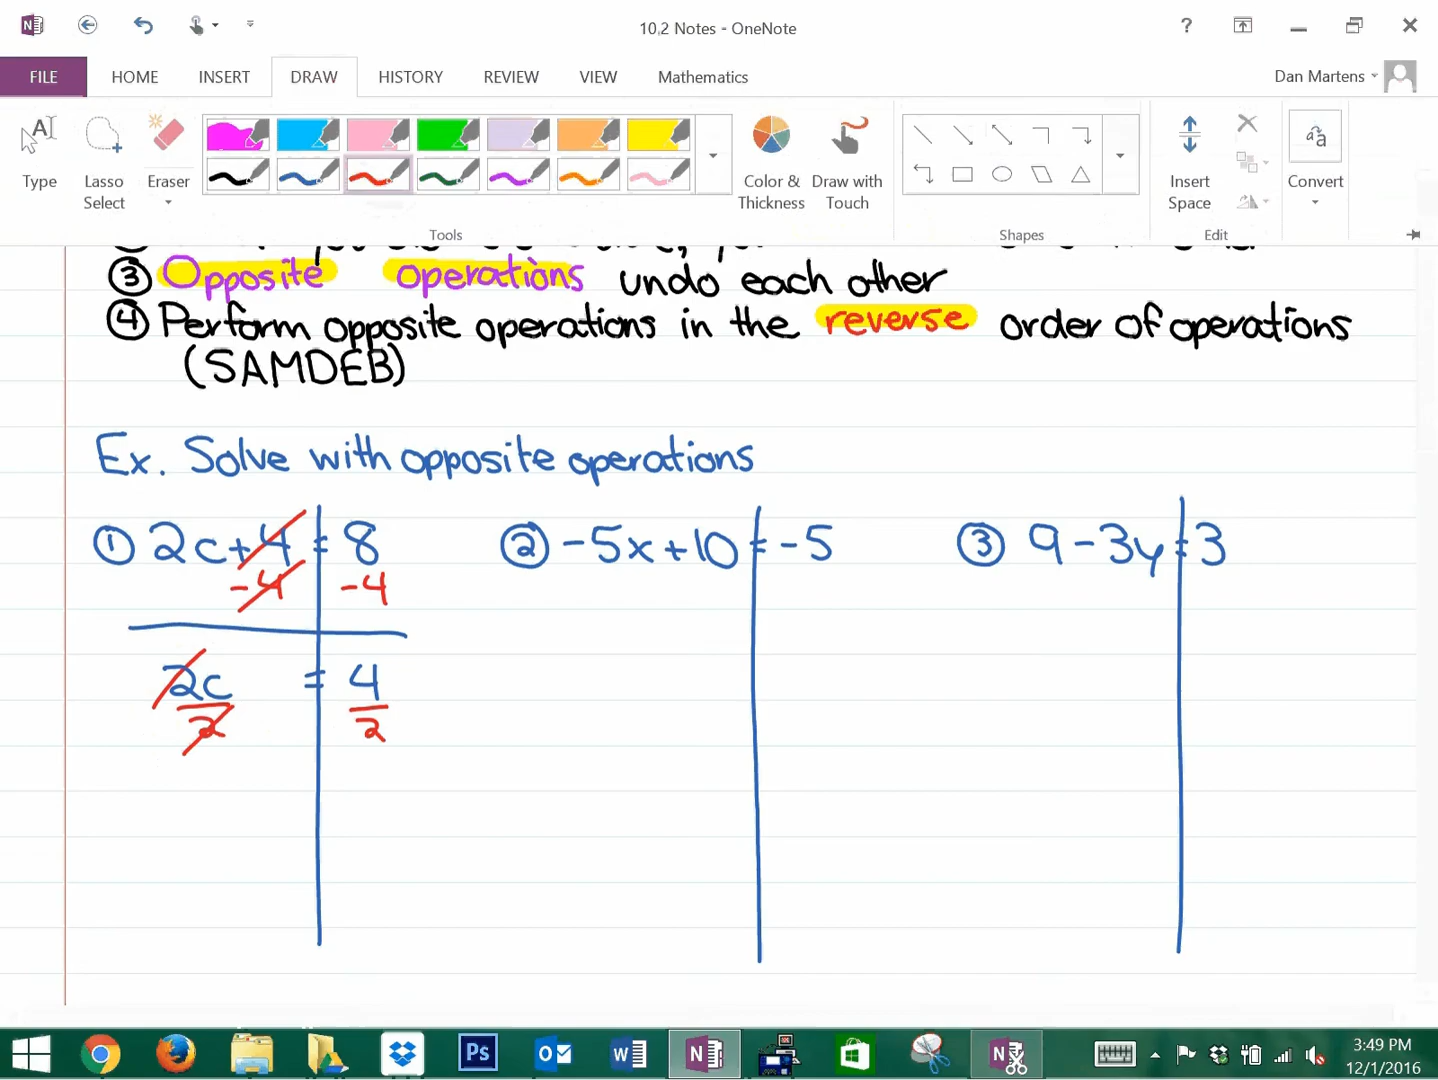 10,2 Notes - OneNote
?
FILE HOME INSERT DRAW HISTORY REVIEW VIEW Mathematics
Dan Martens
Type
Lasso Select
Eraser
Color & Thickness
Draw with Touch
Insert Space
Convert
Tools
Shapes
Edit
③ Opposite operations undo each other
④ Perform opposite operations in the reverse order of operations
(SAMDEB)
Ex. Solve with opposite operations
① 2c+4 = 8
-4 -4
2c = 4
2 2
② -5x+10 = -5
③ 9-3y = 3
3:49 PM
12/1/2016